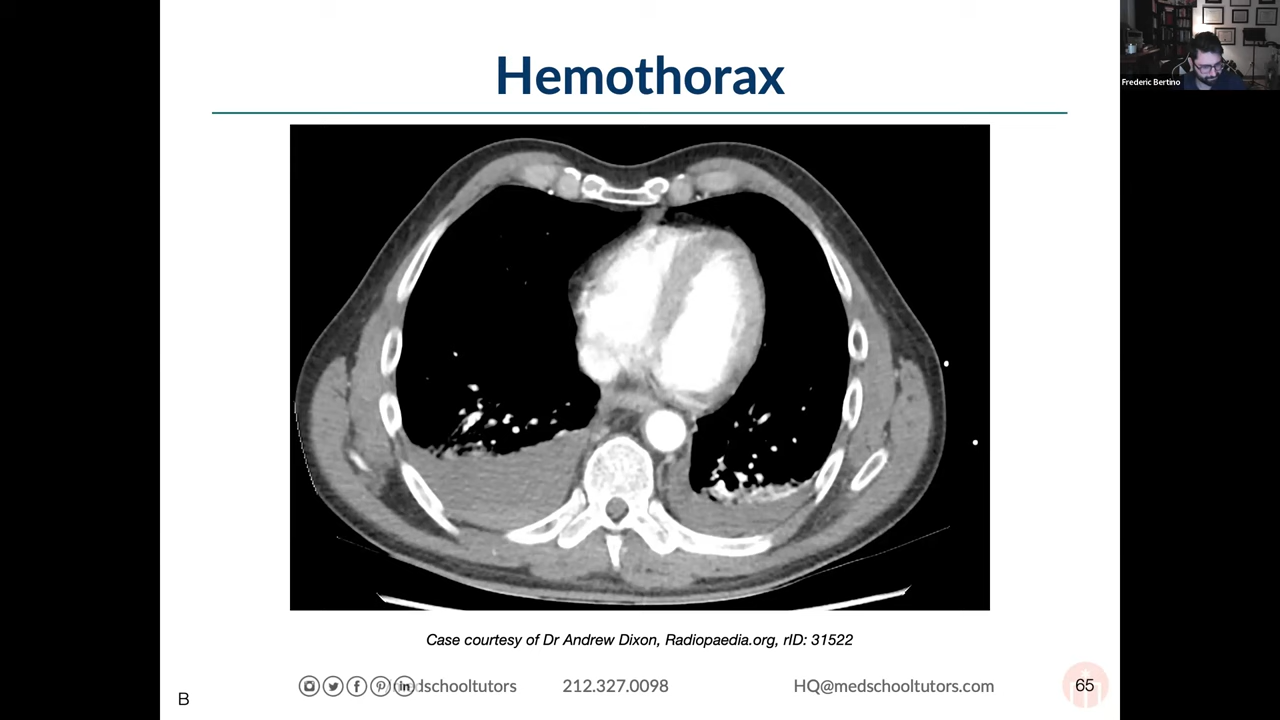 Hemothorax
Frederic Bertino
Case courtesy of Dr Andrew Dixon, Radiopaedia.org, rID: 31522
B
medschooltutors
212.327.0098
HQ@medschooltutors.com
65